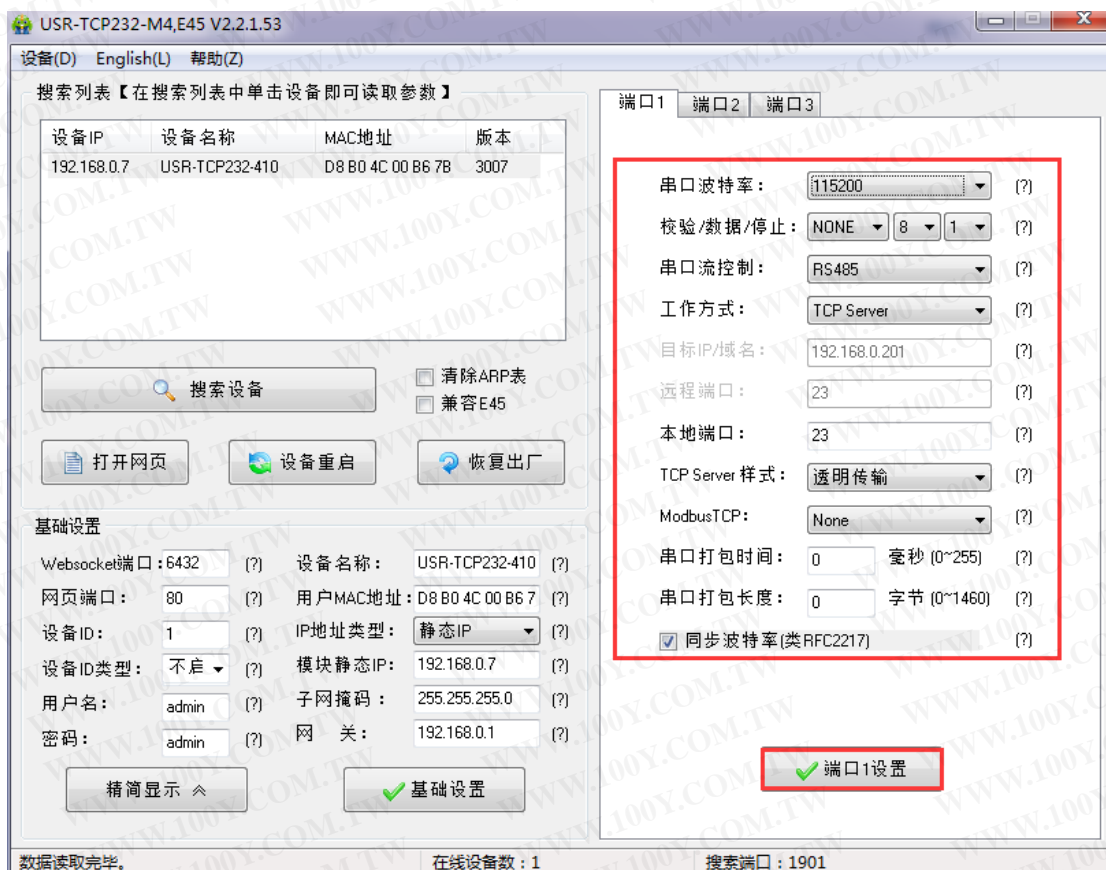 USR-TCP232-M4,E45 V2.2.1.53
设备(D) English(L) 帮助(Z)
搜索列表【在搜索列表中单击设备即可读取参数】
设备IP 设备名称 MAC地址 版本
192.168.0.7 USR-TCP232-410 D8 B0 4C 00 B6 7B 3007
搜索设备
清除ARP表
兼容E45
打开网页 设备重启 恢复出厂
基础设置
Websocket端口: 6432 (?) 设备名称: USR-TCP232-410 (?)
网页端口: 80 (?) 用户MAC地址: D8 B0 4C 00 B6 7 (?)
设备ID: 1 (?) IP地址类型: 静态IP (?)
设备ID类型: 不启 (?) 模块静态IP: 192.168.0.7 (?)
用户名: admin (?) 子网掩码: 255.255.255.0 (?)
密码: admin (?) 网 关: 192.168.0.1 (?)
精简显示 基础设置
端口1 端口2 端口3
串口波特率: 115200 (?)
校验/数据/停止: NONE 8 1 (?)
串口流控制: RS485 (?)
工作方式: TCP Server (?)
目标IP/域名: 192.168.0.201 (?)
远程端口: 23 (?)
本地端口: 23 (?)
TCP Server 样式: 透明传输 (?)
ModbusTCP: None (?)
串口打包时间: 0 毫秒 (0~255) (?)
串口打包长度: 0 字节 (0~1460) (?)
同步波特率(类RFC2217) (?)
端口1设置
数据读取完毕。 在线设备数:1 搜索端口:1901
WWW.100Y.COM.TW